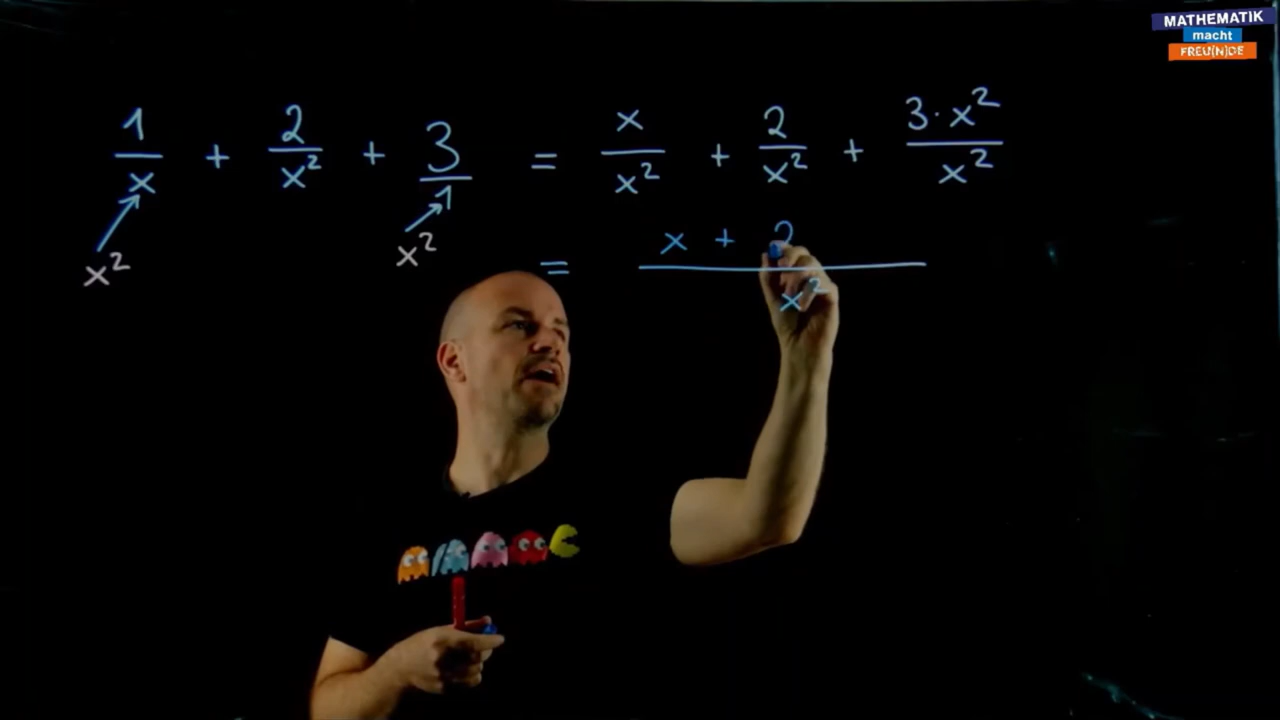 MATHEMATIK
macht
FREU(N)DE
1/x + 2/x² + 3/1 = x/x² + 2/x² + 3·x²/x²
x² x²
= (x + 2)/x²